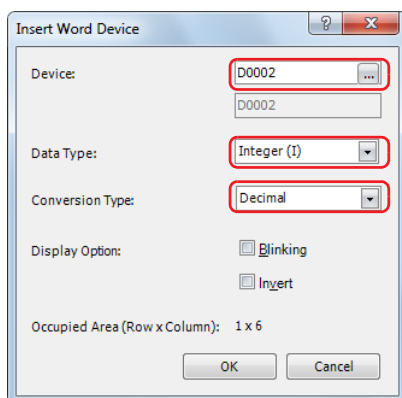 Insert Word Device
Device: D0002 ...
D0002
Data Type: Integer (I)
Conversion Type: Decimal
Display Option: Blinking
Invert
Occupied Area (Row x Column): 1 x 6
OK Cancel